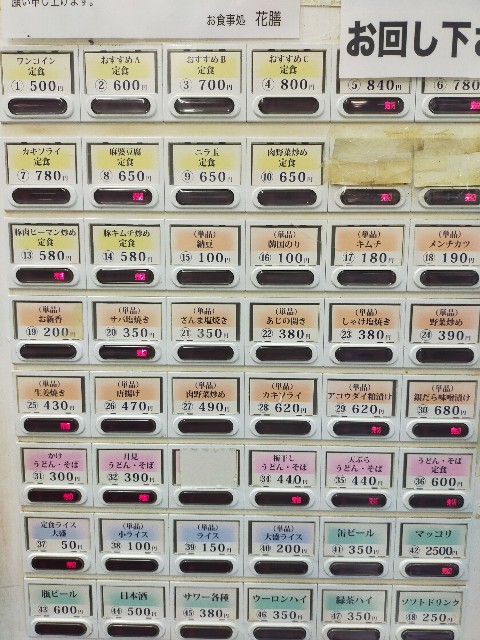 願い申し上げます。
お食事処 花膳
お回し下さ
ワンコイン
定食
① 500円
おすすめA
定食
② 600円
おすすめB
定食
③ 700円
おすすめC
定食
④ 800円
⑤ 840円
⑥ 780
カキフライ
定食
⑦ 780円
麻婆豆腐
定食
⑧ 650円
ニラ玉
定食
⑨ 650円
肉野菜炒め
定食
⑩ 650円
豚肉ピーマン炒め
定食
⑬ 580円
豚キムチ炒め
定食
⑭ 580円
(単品)
納豆
⑮ 100円
(単品)
韓国のり
⑯ 100円
(単品)
キムチ
⑰ 180円
(単品)
メンチカツ
⑱ 190円
(単品)
お新香
⑲ 200円
(単品)
サバ塩焼き
⑳ 350円
(単品)
さんま塩焼き
㉑ 350円
(単品)
あじの開き
㉒ 380円
(単品)
しゃけ塩焼き
㉓ 380円
(単品)
野菜炒め
㉔ 390円
(単品)
生姜焼き
㉕ 430円
(単品)
唐揚げ
㉖ 470円
(単品)
肉野菜炒め
㉗ 490円
(単品)
カキフライ
㉘ 620円
(単品)
アコウダイ粕漬け
㉙ 620円
(単品)
銀だら味噌漬け
㉚ 680円
かけ
うどん・そば
㉛ 300円
月見
うどん・そば
㉜ 390円
梅干し
うどん・そば
㉞ 440円
天ぷら
うどん・そば
㉟ 440円
うどん・そば
定食
㊱ 600円
定食ライス
大盛
㊲ 50円
(単品)
小ライス
㊳ 100円
(単品)
ライス
㊴ 150円
(単品)
大盛ライス
㊵ 200円
缶ビール
㊶ 350円
マッコリ
㊷ 2500円
瓶ビール
㊸ 600円
日本酒
㊹ 500円
サワー各種
㊺ 380円
ウーロンハイ
㊻ 350円
緑茶ハイ
㊼ 350円
ソフトドリンク
㊽ 250円